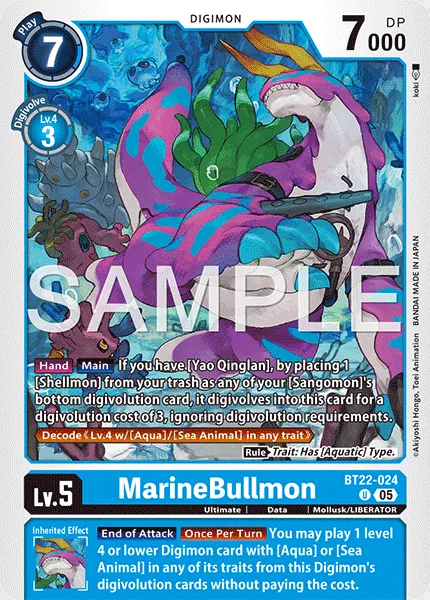 DIGIMON
Play
7
7000
DP
Digivolve
Lv.4
3
koki
SAMPLE
©Akiyoshi Hongo, Toei Animation BANDAI MADE IN JAPAN
Hand Main If you have [Yao Qinglan], by placing 1
[Shellmon] from your trash as any of your [Sangomon]'s
bottom digivolution card, it digivolves into this card for a
digivolution cost of 3, ignoring digivolution requirements.
Decode <Lv.4 w/[Aqua]/[Sea Animal] in any trait>
Rule Trait: Has [Aquatic] Type.
Lv.5
MarineBullmon
BT22-024
U 05
Ultimate | Data | Mollusk/LIBERATOR
Inherited Effect
End of Attack Once Per Turn You may play 1 level
4 or lower Digimon card with [Aqua] or [Sea
Animal] in any of its traits from this Digimon's
digivolution cards without paying the cost.